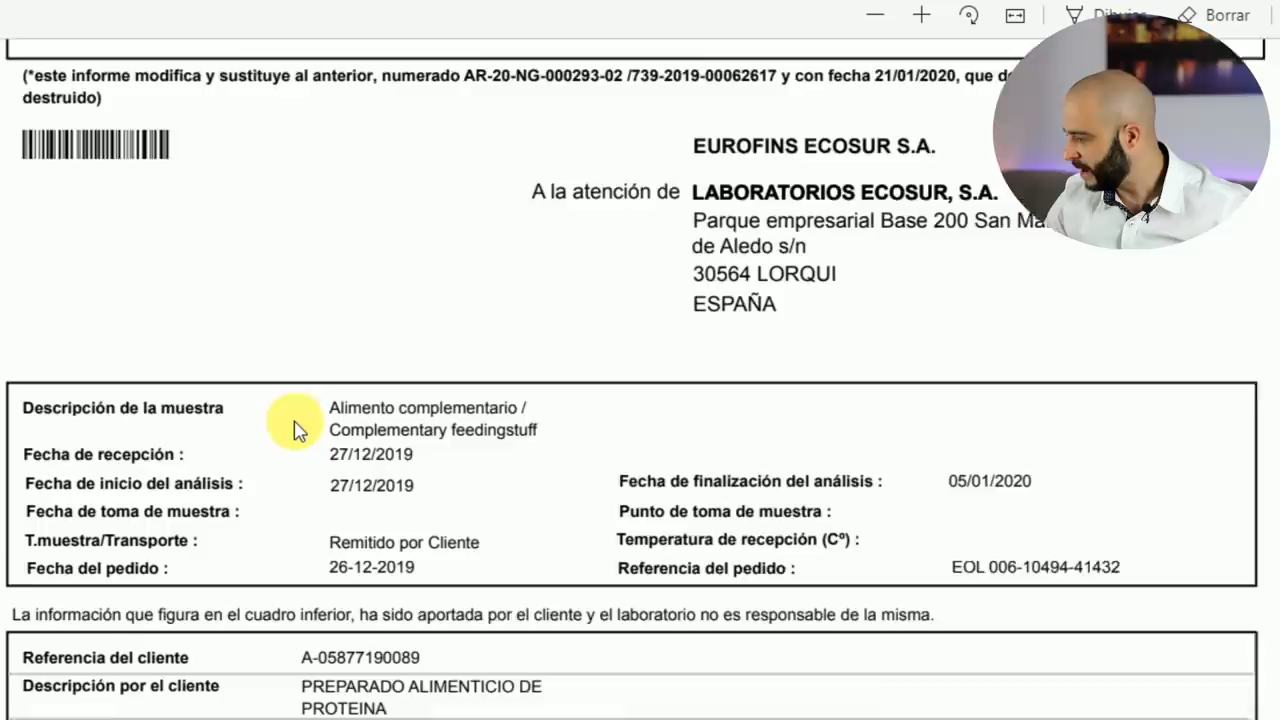 Dibujar
Borrar
(*este informe modifica y sustituye al anterior, numerado AR-20-NG-000293-02 /739-2019-00062617 y con fecha 21/01/2020, que
destruido)
EUROFINS ECOSUR S.A.
A la atención de LABORATORIOS ECOSUR, S.A.
Parque empresarial Base 200 San
de Aledo s/n
30564 LORQUI
ESPAÑA
Descripción de la muestra Alimento complementario /
Complementary feedingstuff
Fecha de recepción : 27/12/2019
Fecha de inicio del análisis : 27/12/2019 Fecha de finalización del análisis : 05/01/2020
Fecha de toma de muestra : Punto de toma de muestra :
T.muestra/Transporte : Remitido por Cliente Temperatura de recepción (Cº) :
Fecha del pedido : 26-12-2019 Referencia del pedido : EOL 006-10494-41432
La información que figura en el cuadro inferior, ha sido aportada por el cliente y el laboratorio no es responsable de la misma.
Referencia del cliente A-05877190089
Descripción por el cliente PREPARADO ALIMENTICIO DE
PROTEINA